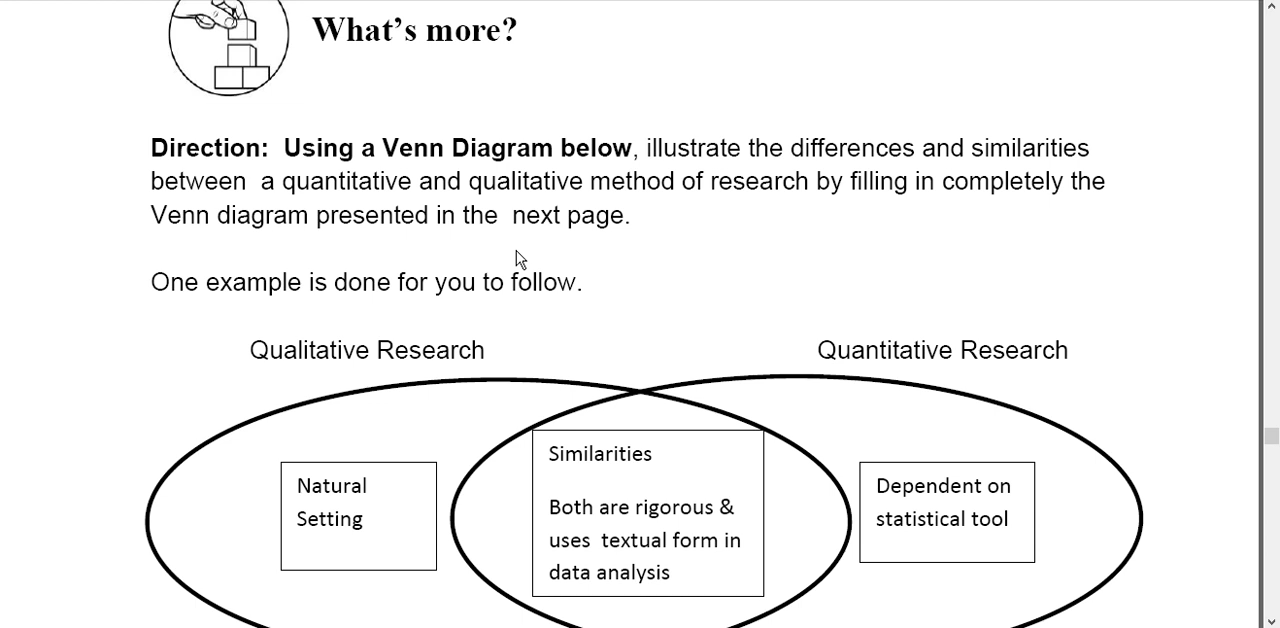 What’s more?
Direction:  Using a Venn Diagram below, illustrate the differences and similarities
between  a quantitative and qualitative method of research by filling in completely the
Venn diagram presented in the  next page.
One example is done for you to follow.
Qualitative Research
Quantitative Research
Natural
Setting
Similarities
Both are rigorous &
uses  textual form in
data analysis
Dependent on
statistical tool